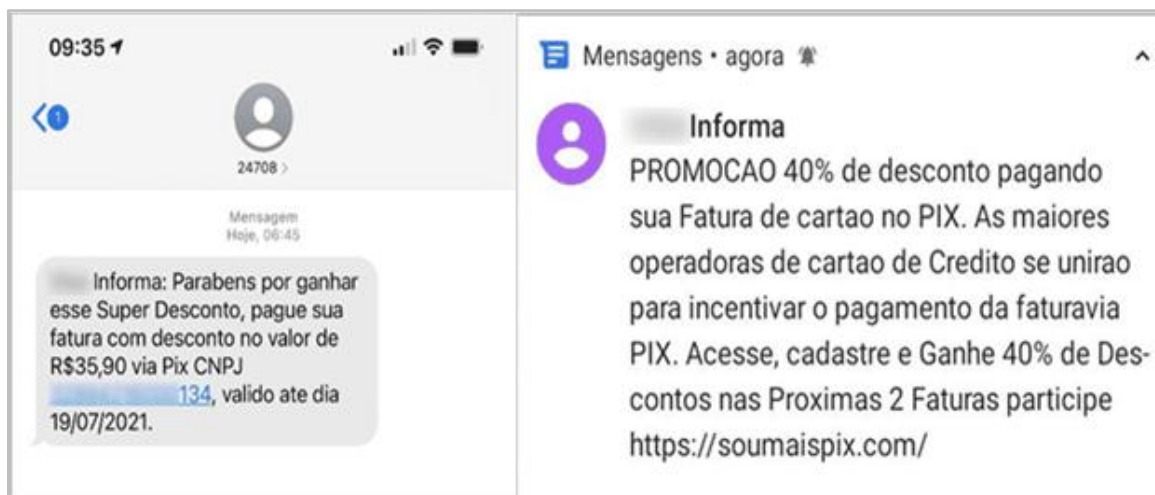 09:35
1
24708 >
Mensagem
Hoje, 06:45
Informa: Parabens por ganhar
esse Super Desconto, pague sua
fatura com desconto no valor de
R$35,90 via Pix CNPJ
134, valido ate dia
19/07/2021.
Mensagens • agora
Informa
PROMOCAO 40% de desconto pagando
sua Fatura de cartao no PIX. As maiores
operadoras de cartao de Credito se unirao
para incentivar o pagamento da faturavia
PIX. Acesse, cadastre e Ganhe 40% de Des-
contos nas Proximas 2 Faturas participe
https://soumaispix.com/